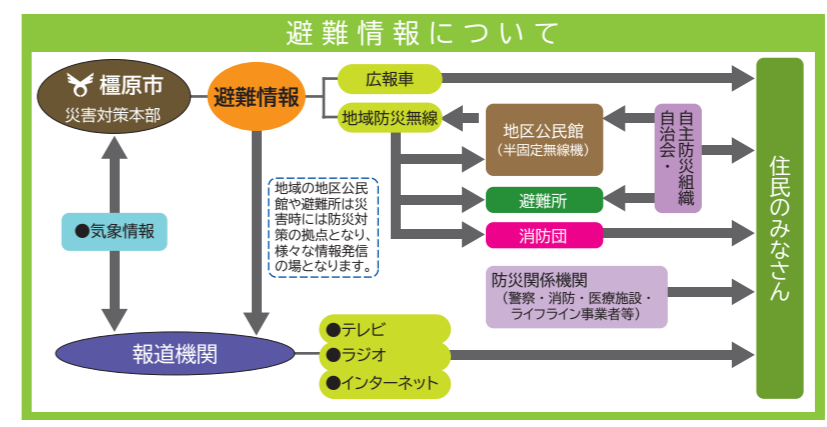 避難情報について
橿原市
災害対策本部
避難情報
広報車
地域防災無線
地区公民館
（半固定無線機）
自主防災組織
自治会・
避難所
消防団
住民のみなさん
地域の地区公民
館や避難所は災
害時には防災対
策の拠点となり、
様々な情報発信
の場となります。
●気象情報
防災関係機関
（警察・消防・医療施設・
ライフライン事業者等）
報道機関
●テレビ
●ラジオ
●インターネット